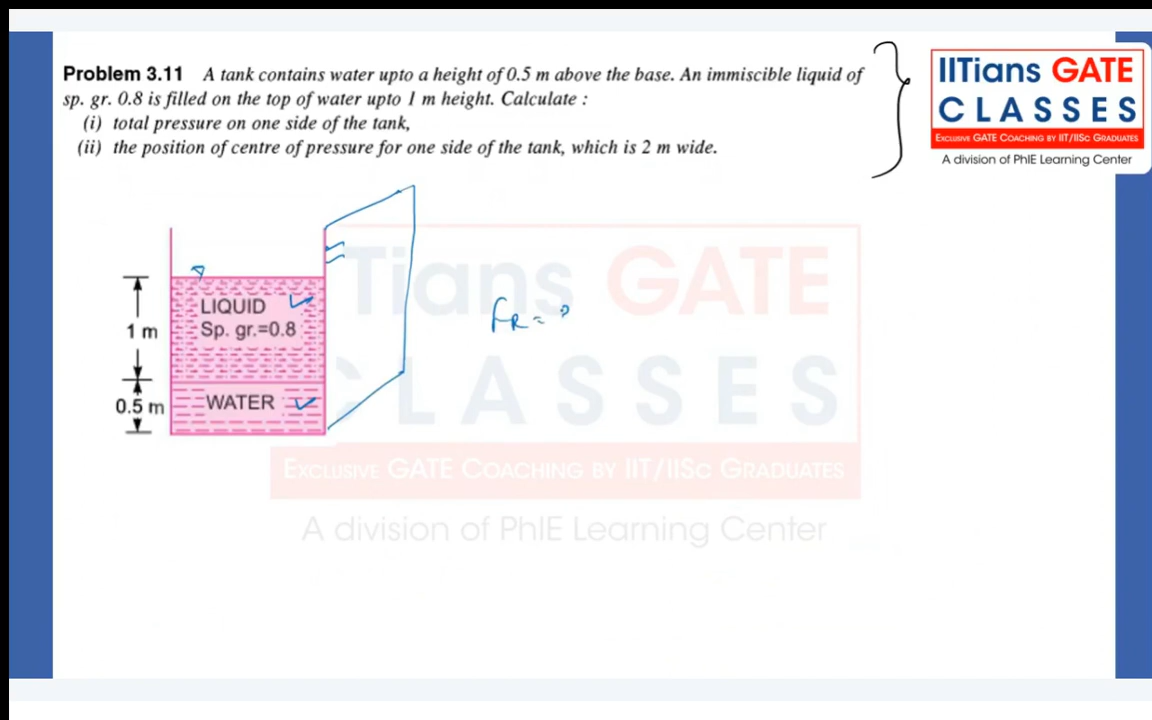 Problem 3.11 A tank contains water upto a height of 0.5 m above the base. An immiscible liquid of
sp. gr. 0.8 is filled on the top of water upto 1 m height. Calculate :
(i) total pressure on one side of the tank,
(ii) the position of centre of pressure for one side of the tank, which is 2 m wide.
IITians GATE
CLASSES
EXCLUSIVE GATE COACHING BY IIT/IISc GRADUATES
A division of PhIE Learning Center
LIQUID
Sp. gr.=0.8
1 m
WATER
0.5 m
FR = ?
ITians GATE
CLASSES
EXCLUSIVE GATE COACHING BY IIT/IISc GRADUATES
A division of PhIE Learning Center